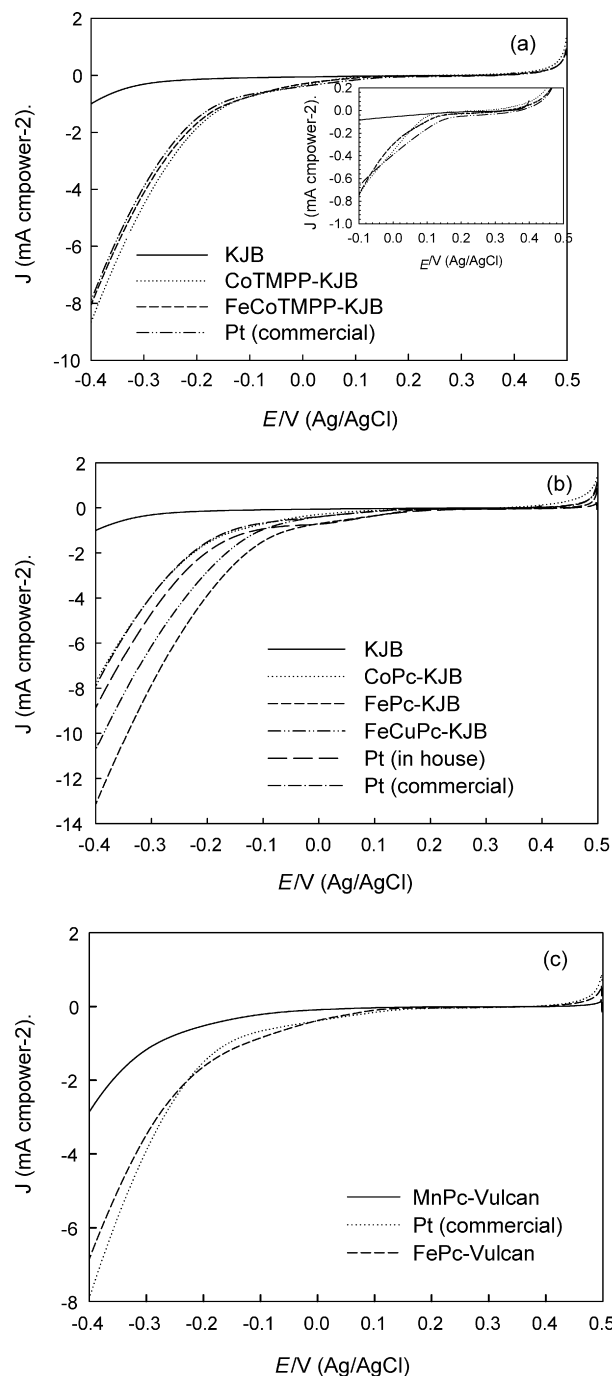 (a)
2
0
-2
-4
-6
-8
-10
J (mA cmpower-2).
-0.4 -0.3 -0.2 -0.1 0.0 0.1 0.2 0.3 0.4 0.5
E/V (Ag/AgCl)
KJB
CoTMPP-KJB
FeCoTMPP-KJB
Pt (commercial)
0.2
0.0
-0.2
-0.4
-0.6
-0.8
-1.0
J (mA cmpower-2).
-0.1 0.0 0.1 0.2 0.3 0.4 0.5
E/V (Ag/AgCl)
(b)
2
0
-2
-4
-6
-8
-10
-12
-14
J (mA cmpower-2).
KJB
CoPc-KJB
FePc-KJB
FeCuPc-KJB
Pt (in house)
Pt (commercial)
-0.4 -0.3 -0.2 -0.1 0.0 0.1 0.2 0.3 0.4 0.5
E/V (Ag/AgCl)
(c)
2
0
-2
-4
-6
-8
J (mA cmpower-2).
MnPc-Vulcan
Pt (commercial)
FePc-Vulcan
-0.4 -0.3 -0.2 -0.1 0.0 0.1 0.2 0.3 0.4 0.5
E/V (Ag/AgCl)